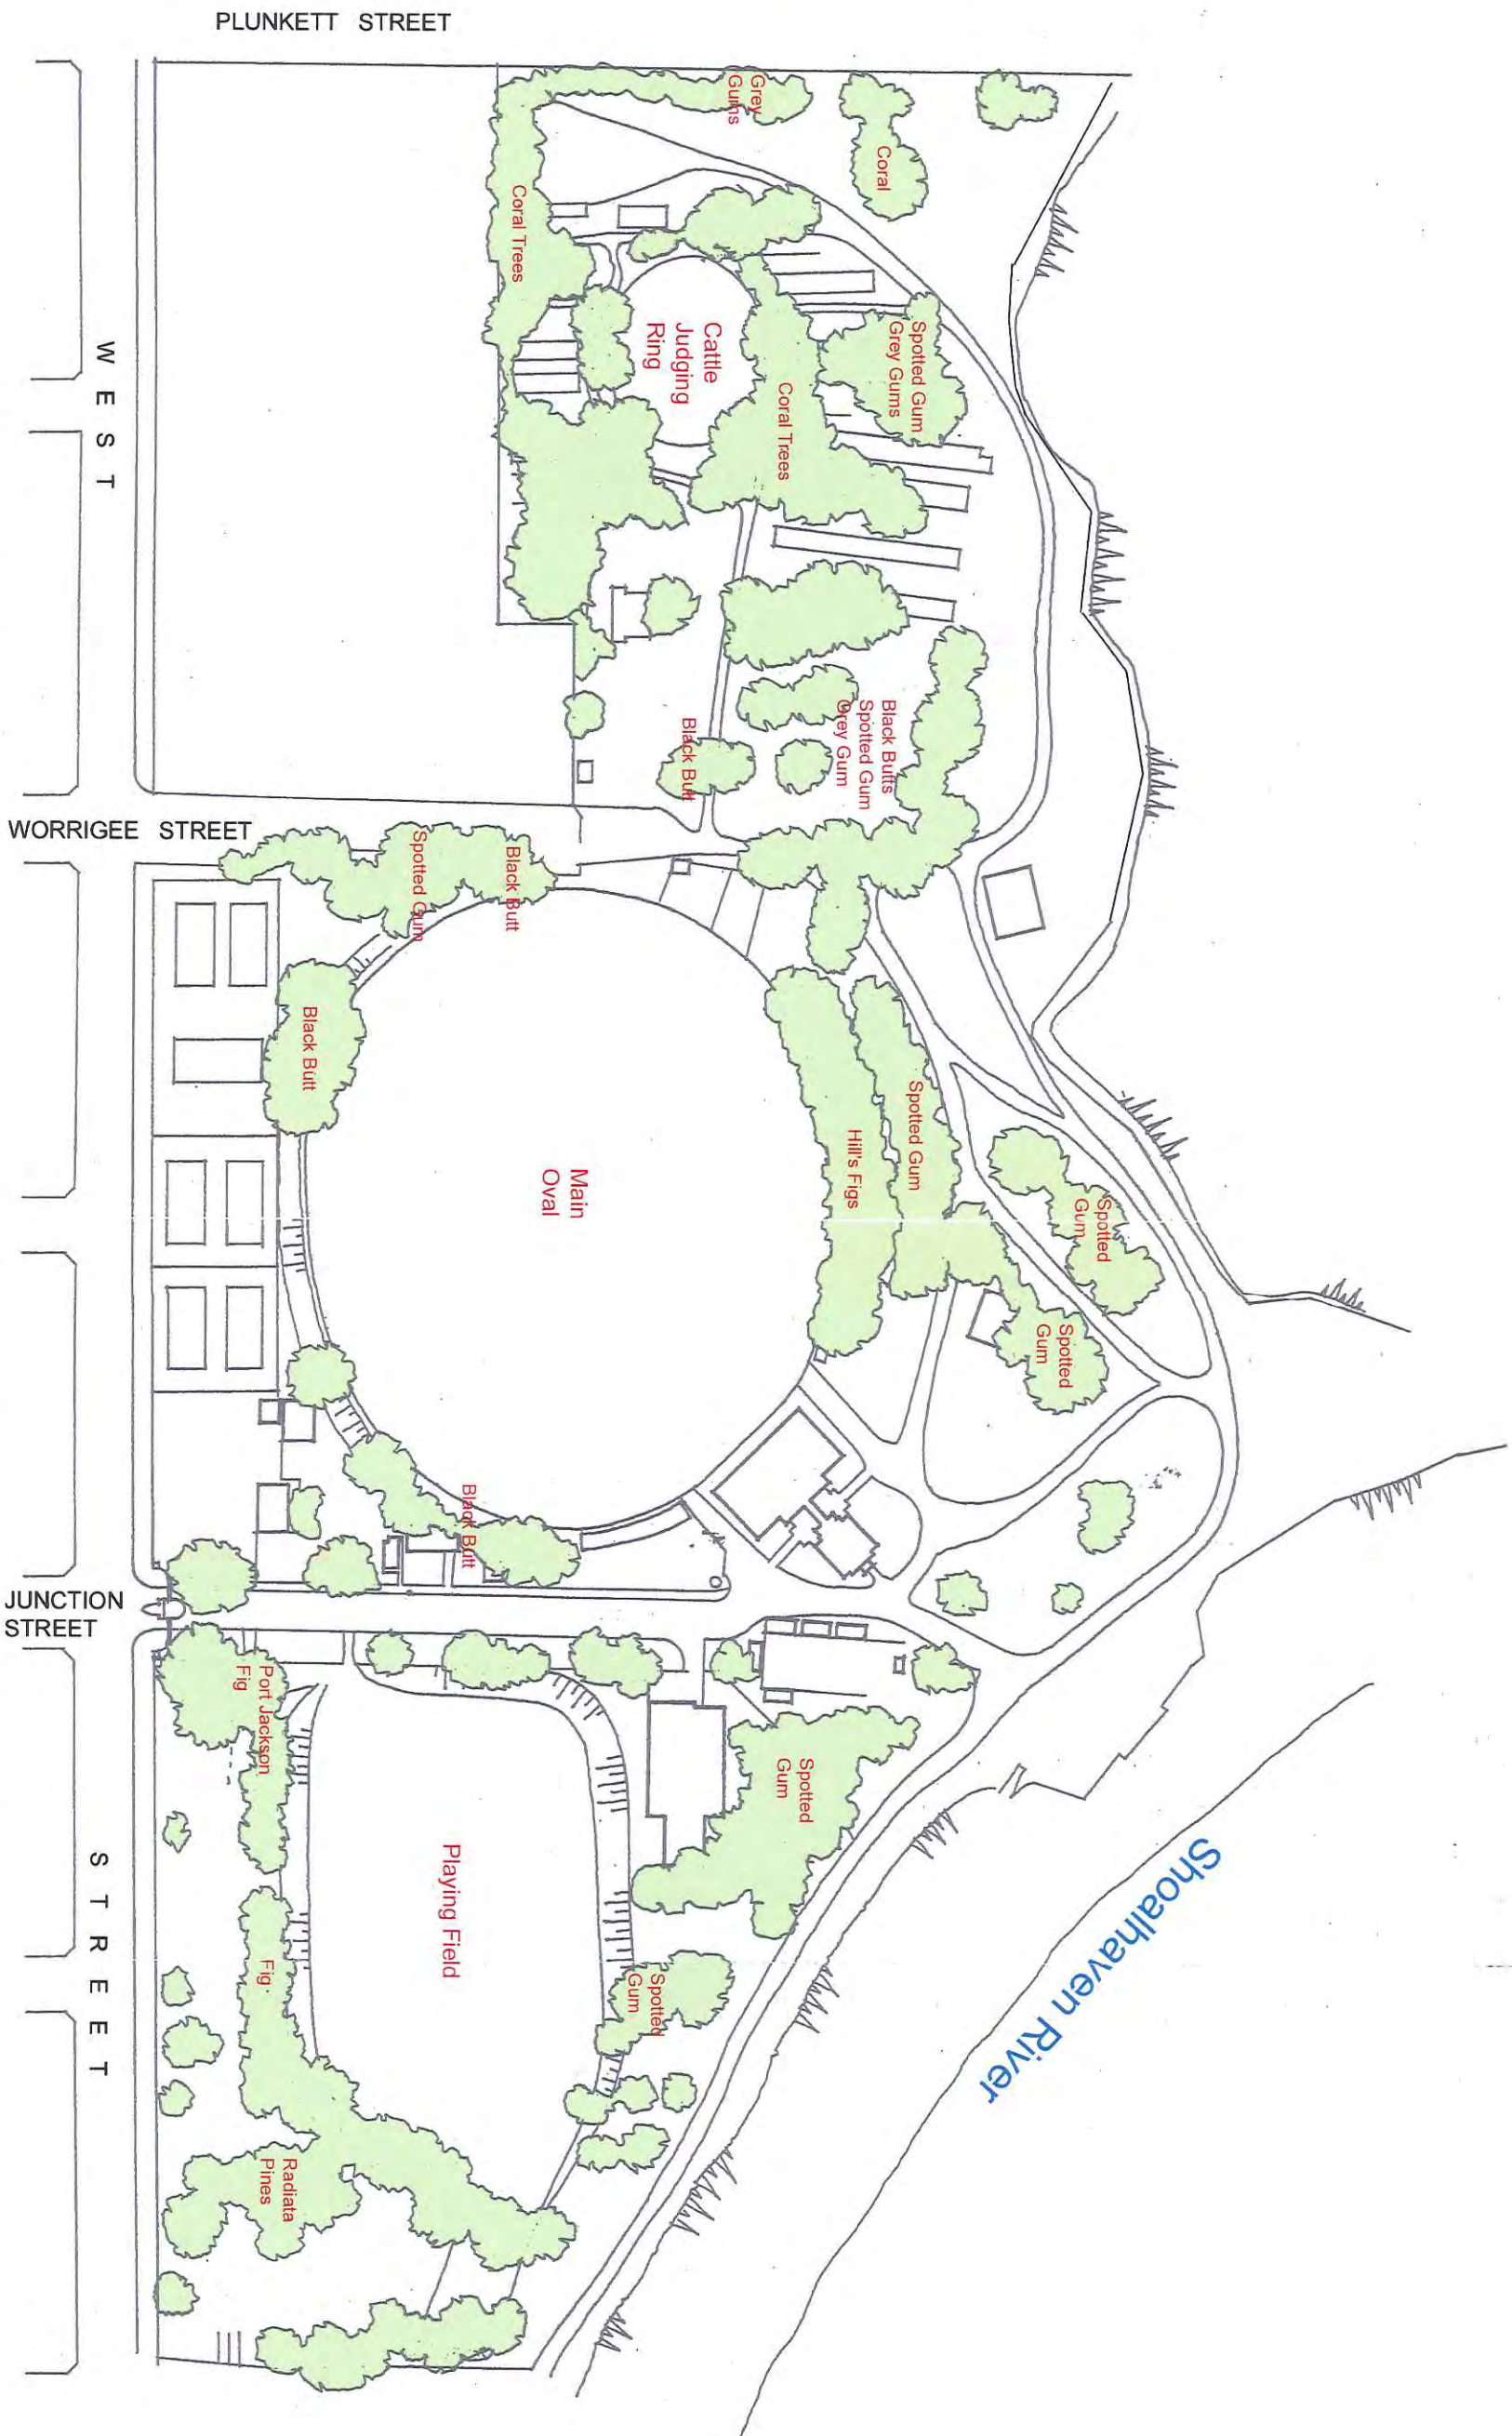 PLUNKETT STREET
Grey
Gums
Coral
Coral Trees
Cattle
Judging
Ring
Spotted Gum
Grey Gums
Coral Trees
WEST
Black Butts
Spotted Gum
Grey Gum
Black Butt
WORRIGEE STREET
Spotted Gum
Black Butt
Black Butt
Main
Oval
Hill's Figs
Spotted Gum
Spotted
Gum
Spotted
Gum
Black Butt
JUNCTION
STREET
Port Jackson
Fig
Spotted
Gum
Playing Field
Shoalhaven River
STREET
Fig
Spotted
Gum
Radiata
Pines